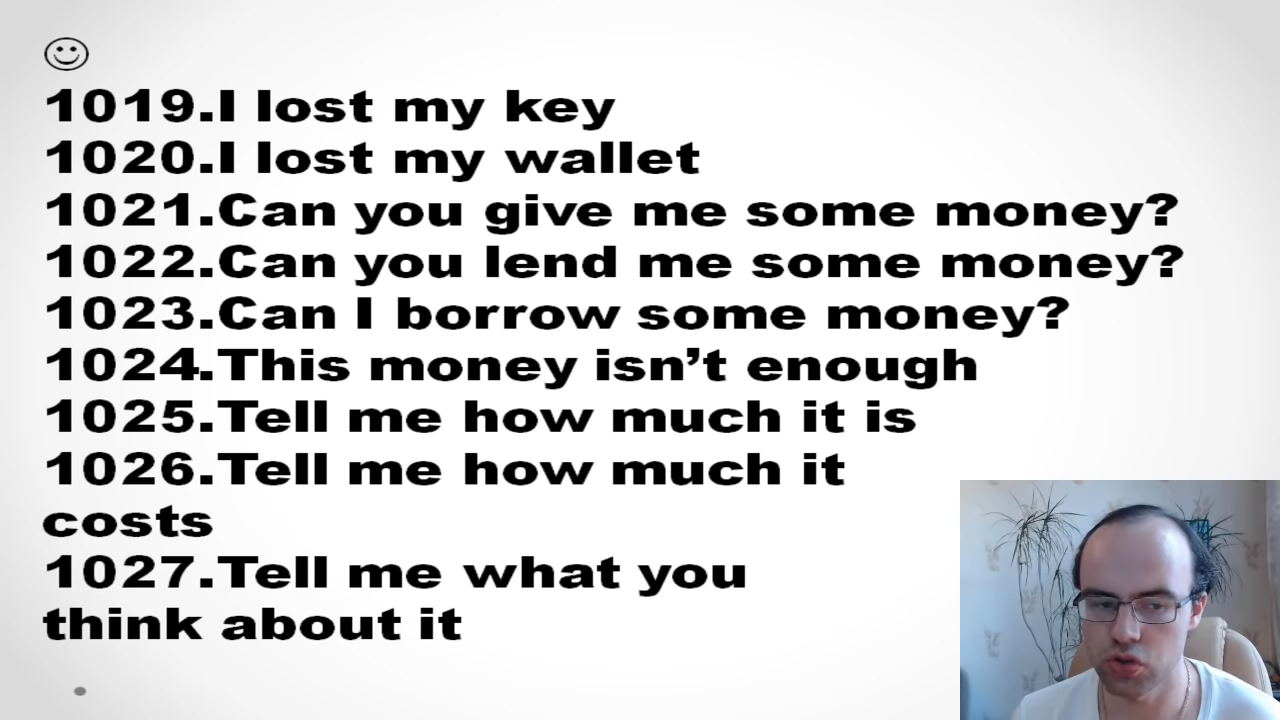 1019.I lost my key
1020.I lost my wallet
1021.Can you give me some money?
1022.Can you lend me some money?
1023.Can I borrow some money?
1024.This money isn’t enough
1025.Tell me how much it is
1026.Tell me how much it
costs
1027.Tell me what you
think about it